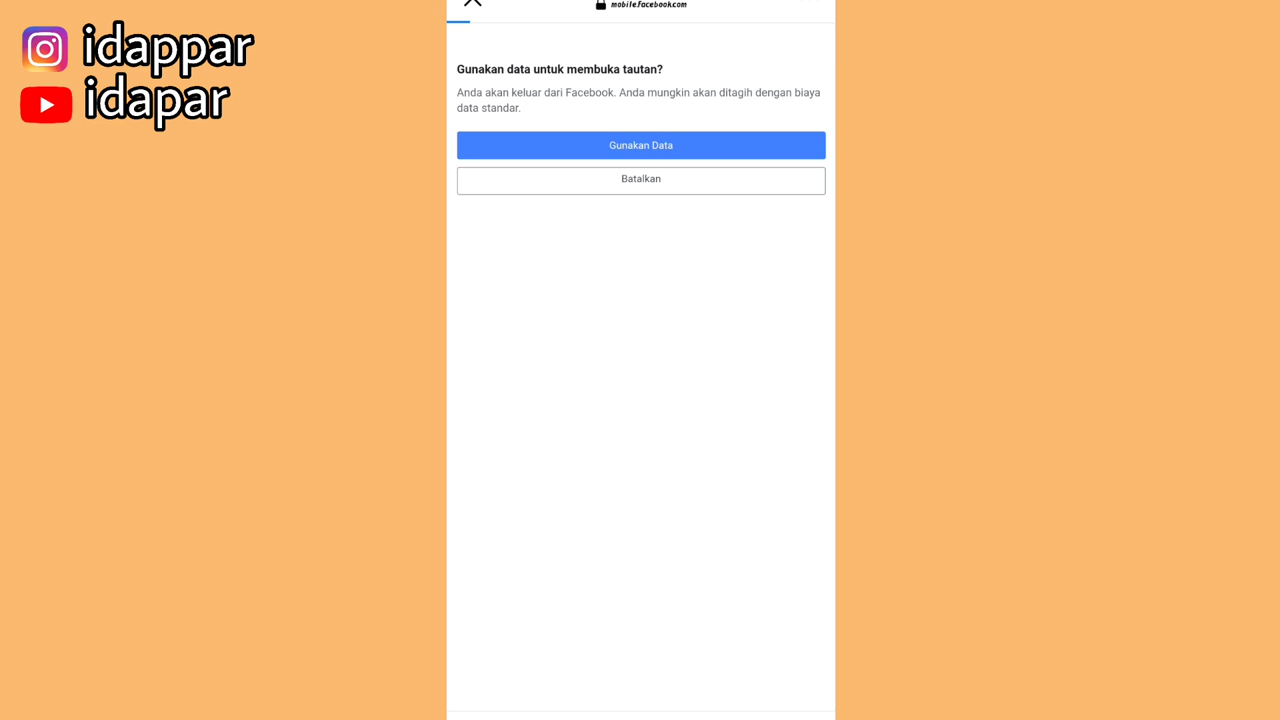 idappar
idapar
mobile.facebook.com
Gunakan data untuk membuka tautan?
Anda akan keluar dari Facebook. Anda mungkin akan ditagih dengan biaya
data standar.
Gunakan Data
Batalkan